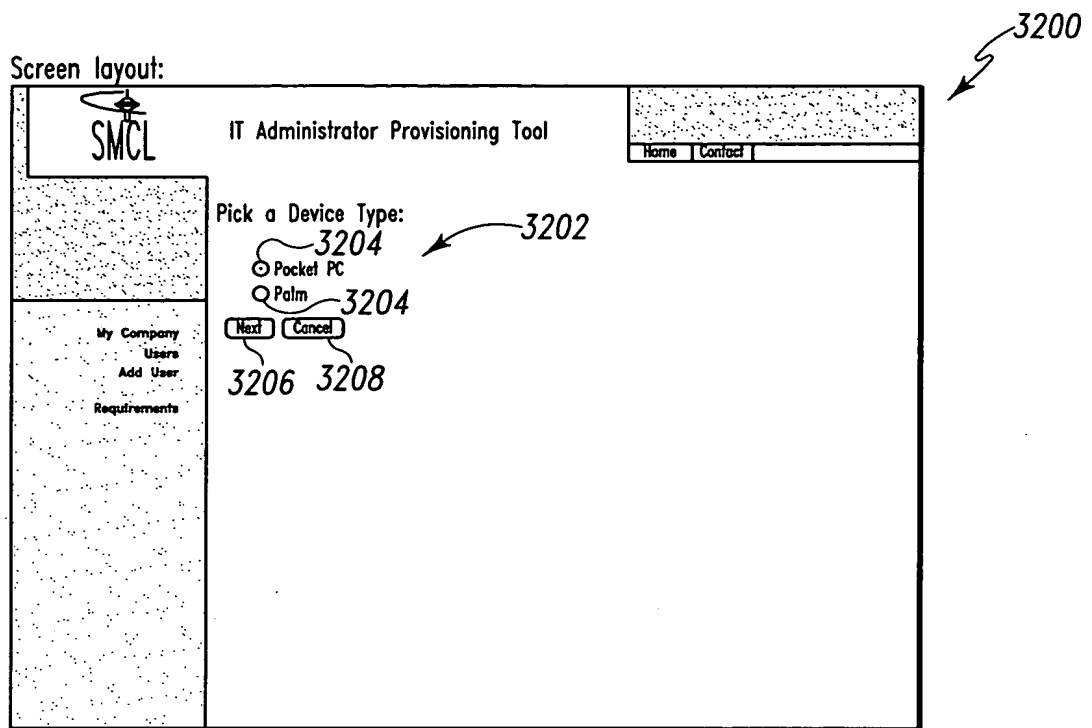 3200
Screen layout:
SMCL
IT Administrator Provisioning Tool
Home Contact
Pick a Device Type:
3202
3204
Pocket PC
Palm
3204
Next Cancel
3206 3208
My Company
Users
Add User
Requirements